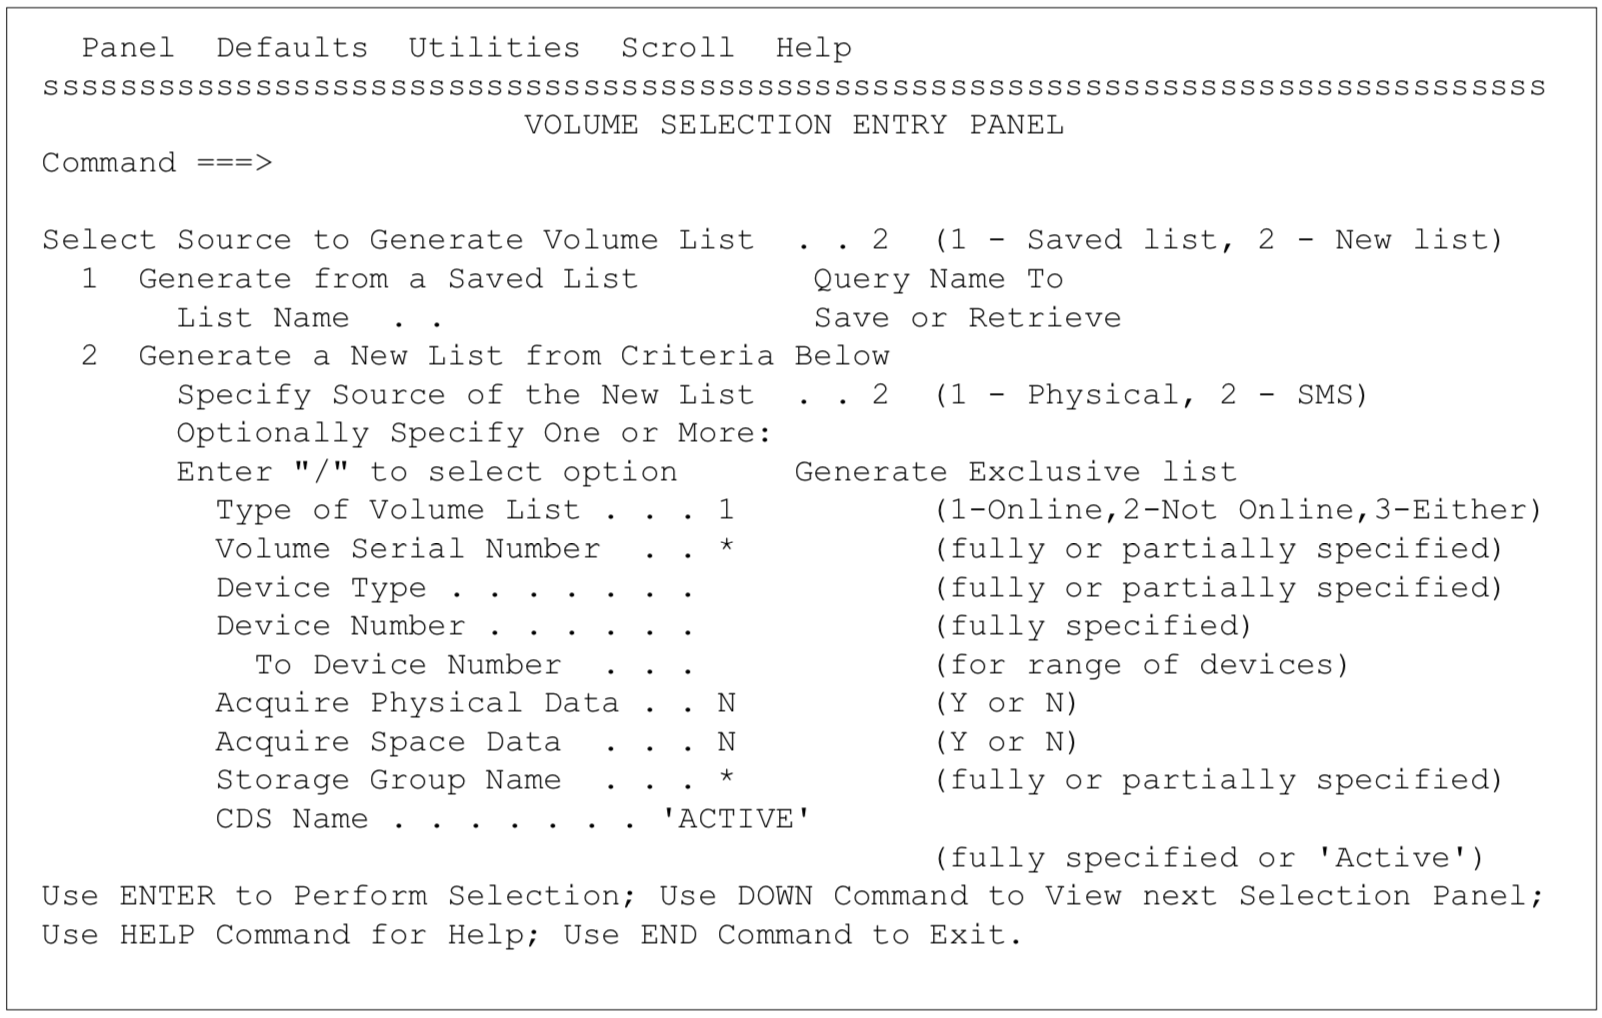 Panel  Defaults  Utilities  Scroll  Help
ssssssssssssssssssssssssssssssssssssssssssssssssssssssssssssssssssssssssssssss
VOLUME SELECTION ENTRY PANEL
Command ===>
Select Source to Generate Volume List  . . 2  (1 - Saved list, 2 - New list)
1  Generate from a Saved List         Query Name To
List Name  . .                   Save or Retrieve
2  Generate a New List from Criteria Below
Specify Source of the New List  . . 2  (1 - Physical, 2 - SMS)
Optionally Specify One or More:
Enter "/" to select option      Generate Exclusive list
Type of Volume List . . . 1          (1-Online,2-Not Online,3-Either)
Volume Serial Number  . . *          (fully or partially specified)
Device Type . . . . . . .            (fully or partially specified)
Device Number . . . . . .            (fully specified)
To Device Number  . . .            (for range of devices)
Acquire Physical Data . . N          (Y or N)
Acquire Space Data  . . . N          (Y or N)
Storage Group Name  . . . *          (fully or partially specified)
CDS Name . . . . . . . 'ACTIVE'
(fully specified or 'Active')
Use ENTER to Perform Selection; Use DOWN Command to View next Selection Panel;
Use HELP Command for Help; Use END Command to Exit.